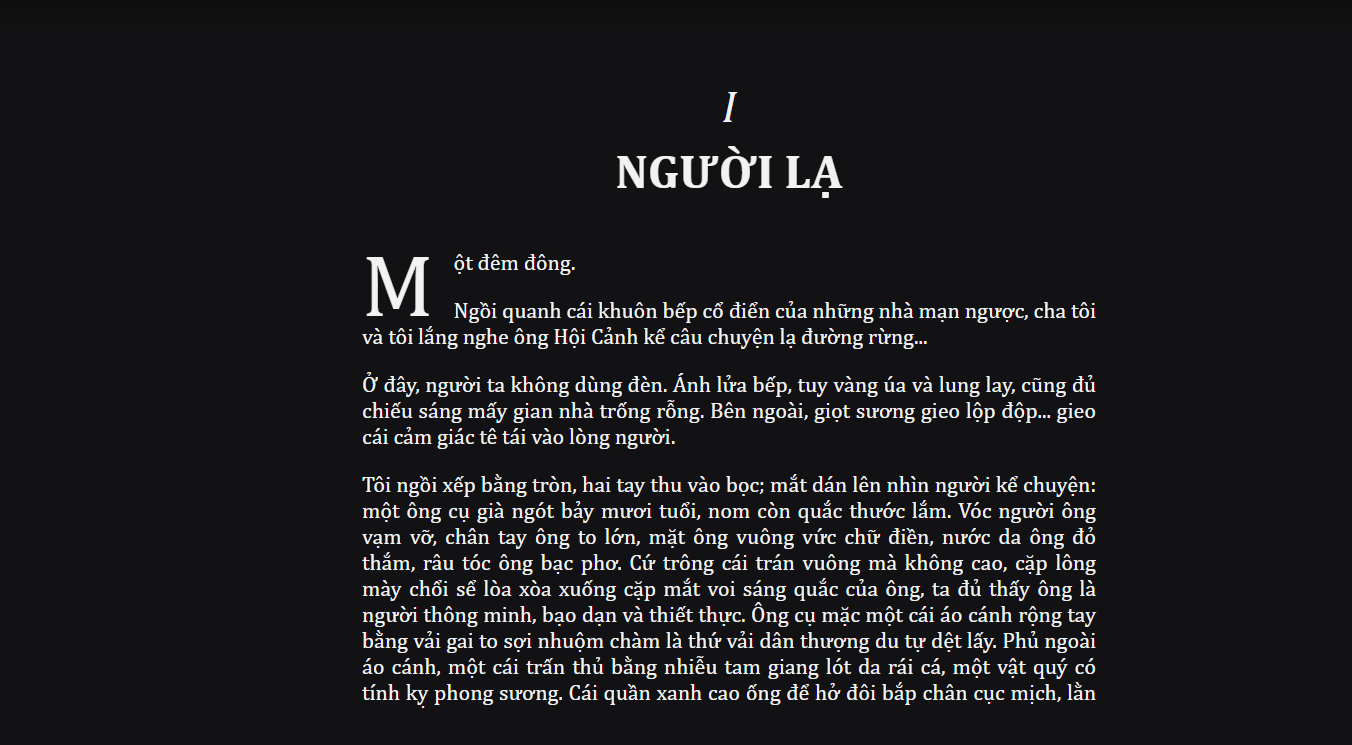 I
NGƯỜI LẠ
Một đêm đông.
Ngồi quanh cái khuôn bếp cổ điển của những nhà mạn ngược, cha tôi
và tôi lắng nghe ông Hội Cảnh kể câu chuyện lạ đường rừng...
Ở đây, người ta không dùng đèn. Ánh lửa bếp, tuy vàng úa và lung lay, cũng đủ
chiếu sáng mấy gian nhà trống rỗng. Bên ngoài, giọt sương gieo lộp độp... gieo
cái cảm giác tê tái vào lòng người.
Tôi ngồi xếp bằng tròn, hai tay thu vào bọc; mắt dán lên nhìn người kể chuyện:
một ông cụ già ngót bảy mươi tuổi, nom còn quắc thước lắm. Vóc người ông
vạm vỡ, chân tay ông to lớn, mặt ông vuông vức chữ điền, nước da ông đỏ
thắm, râu tóc ông bạc phơ. Cứ trông cái trán vuông mà không cao, cặp lông
mày chổi sể lòa xòa xuống cặp mắt voi sáng quắc của ông, ta đủ thấy ông là
người thông minh, bạo dạn và thiết thực. Ông cụ mặc một cái áo cánh rộng tay
bằng vải gai to sợi nhuộm chàm là thứ vải dân thượng du tự dệt lấy. Phủ ngoài
áo cánh, một cái trấn thủ bằng nhiễu tam giang lót da rái cá, một vật quý có
tính kỵ phong sương. Cái quần xanh cao ống để hở đôi bắp chân cục mịch, lằn